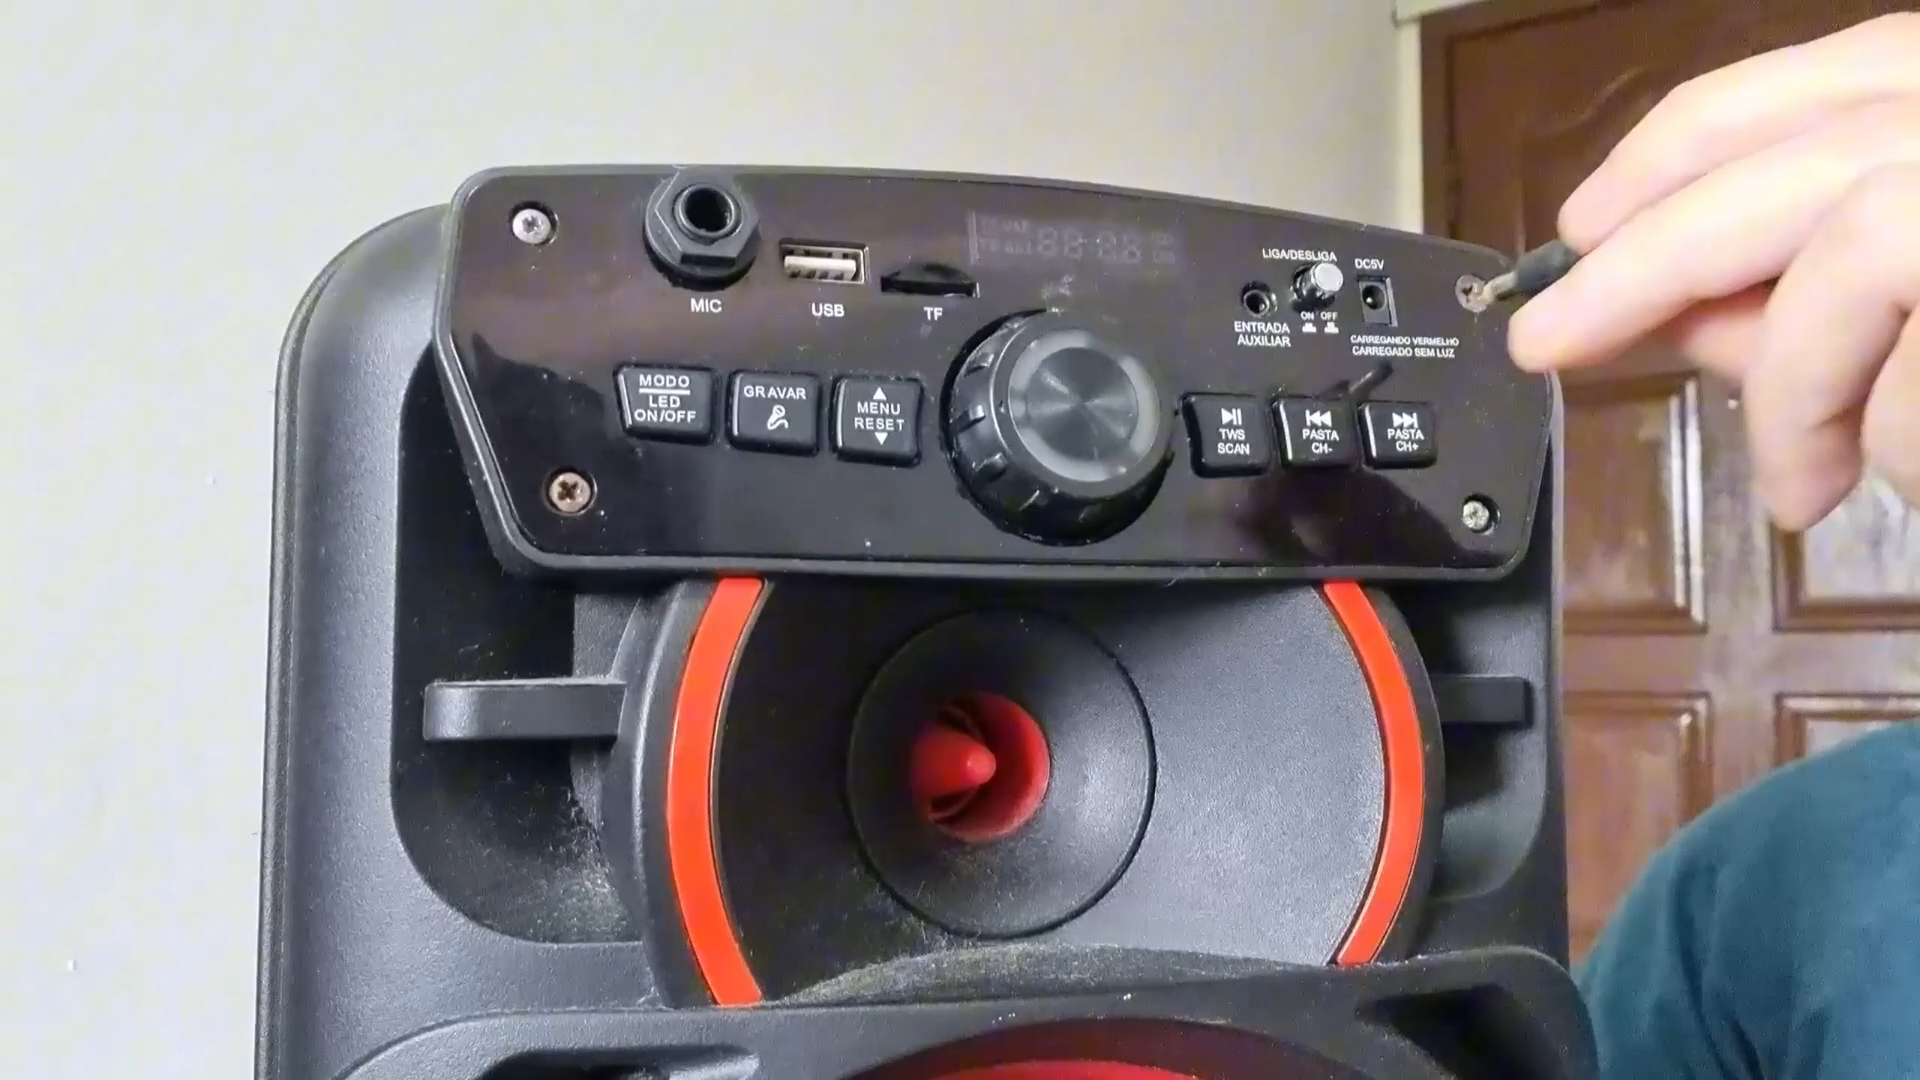 MIC
USB
TF
LIGA/DESLIGA
DC5V
ON OFF
ENTRADA
AUXILIAR
CARREGANDO VERMELHO
CARREGADO SEM LUZ
MODO
LED
ON/OFF
GRAVAR
MENU
RESET
TWS
SCAN
PASTA
CH-
PASTA
CH+